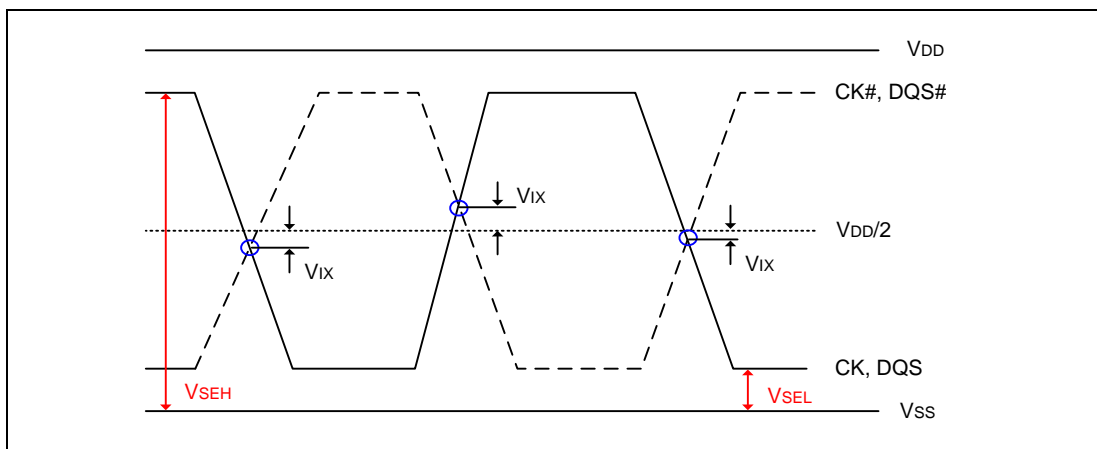 VDD
CK#, DQS#
VIX
VDD/2
VIX
VIX
CK, DQS
VSEH
VSEL
VSS